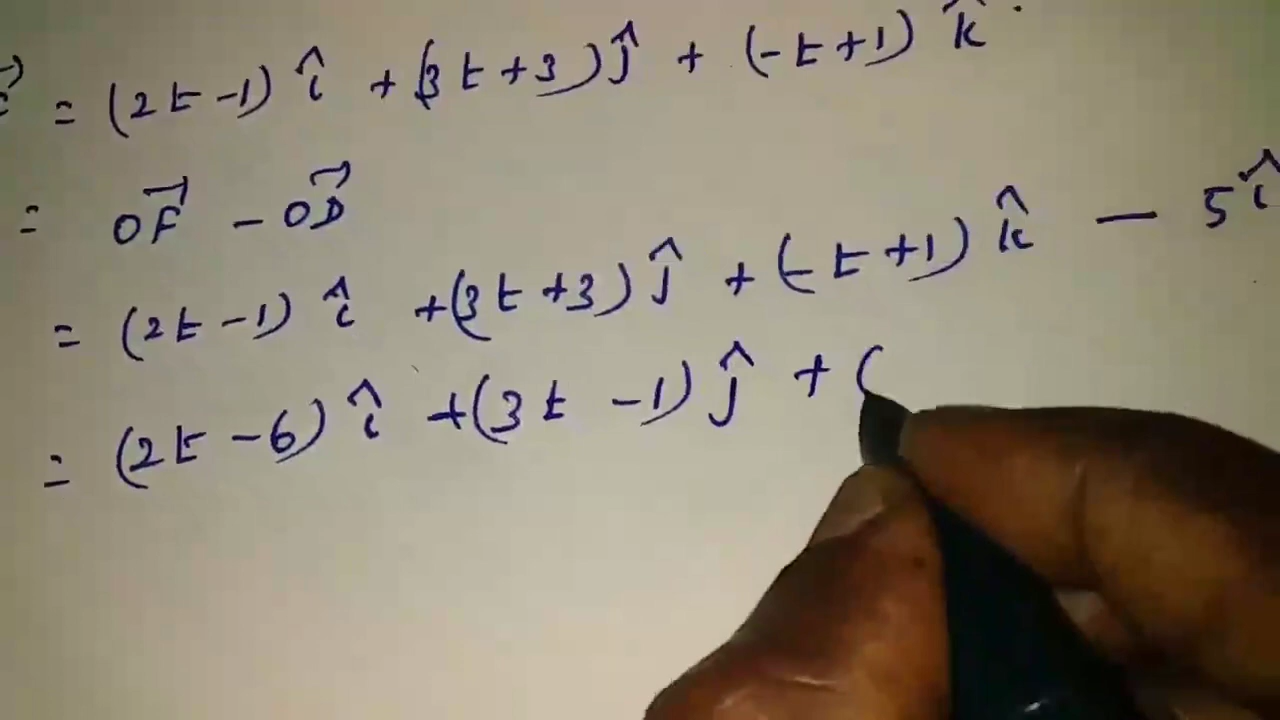 = (2t-1) î + (3t+3) ĵ + (-t+1) k̂ .
= OF⃗ - OD⃗
= (2t-1) î + (3t+3) ĵ + (-t+1) k̂ - 5 î
= (2t-6) î + (3t-1) ĵ + (